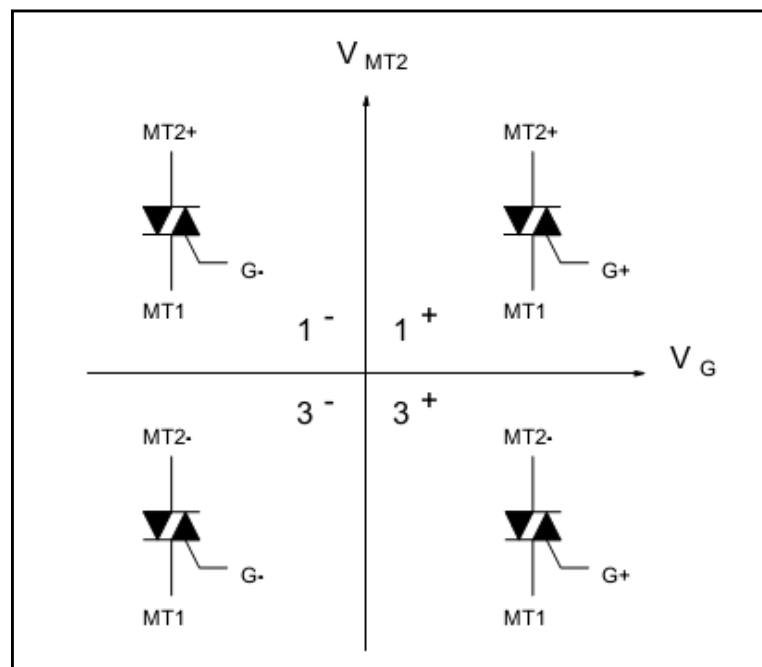 V MT2
MT2+
MT2+
G-
G+
MT1
MT1
1 -
1 +
V G
3 -
3 +
MT2-
MT2-
G-
G+
MT1
MT1